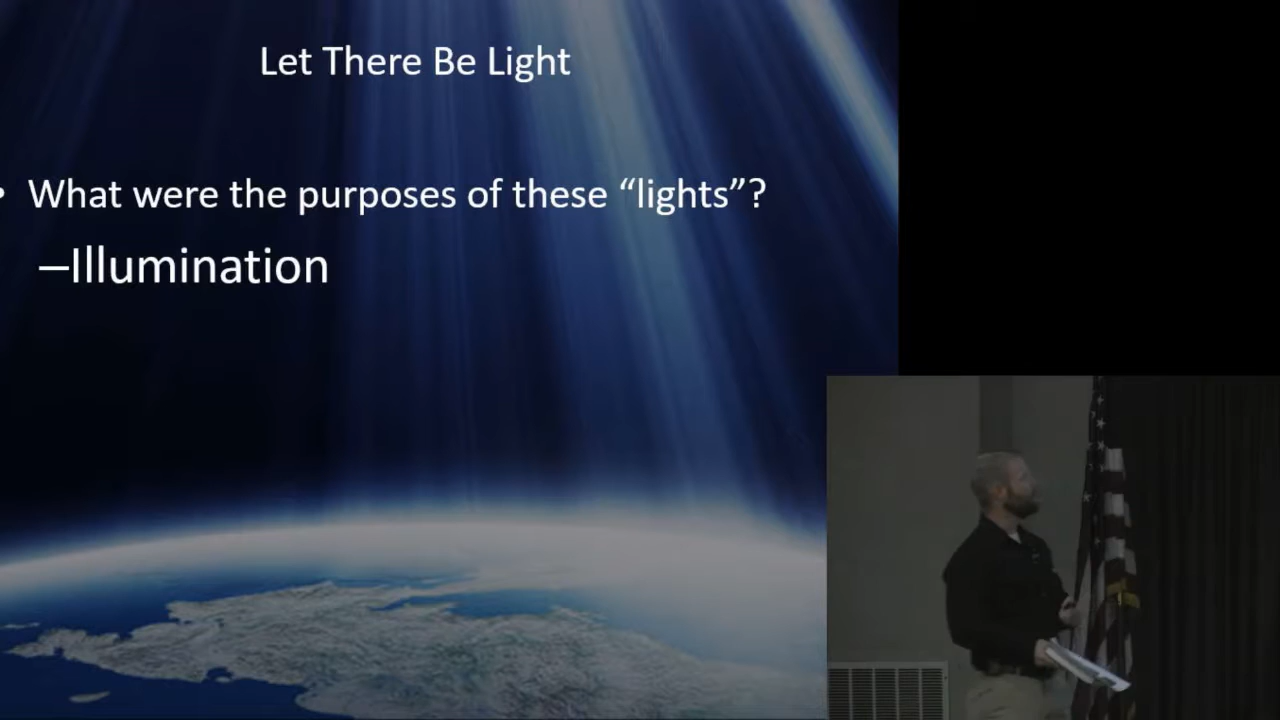 Let There Be Light
• What were the purposes of these “lights”?
–Illumination